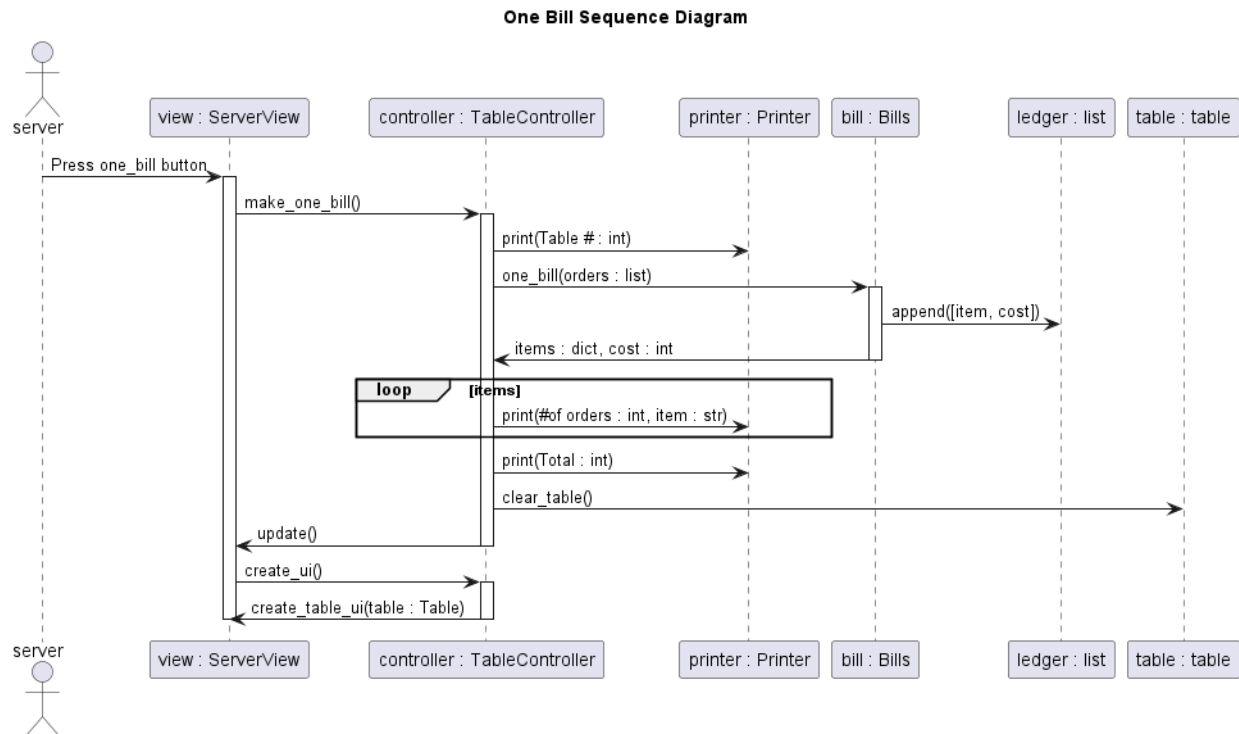 One Bill Sequence Diagram
server
view : ServerView
controller : TableController
printer : Printer
bill : Bills
ledger : list
table : table
Press one_bill button
make_one_bill()
print(Table # : int)
one_bill(orders : list)
append([item, cost])
items : dict, cost : int
loop
[items]
print(#of orders : int, item : str)
print(Total : int)
clear_table()
update()
create_ui()
create_table_ui(table : Table)
server
view : ServerView
controller : TableController
printer : Printer
bill : Bills
ledger : list
table : table